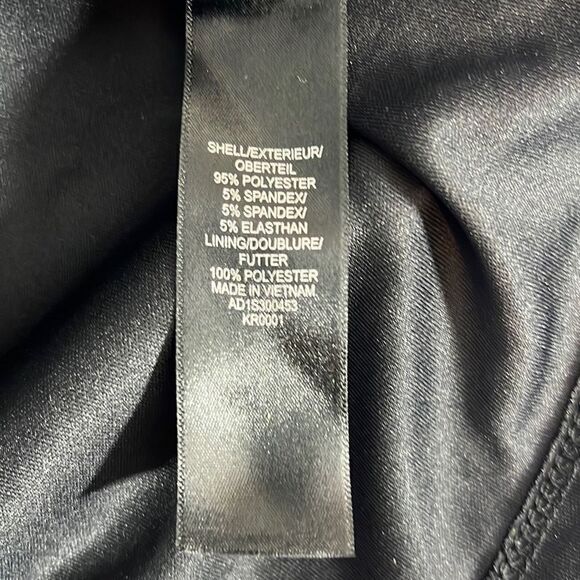 SHELL/EXTERIEUR/
OBERTEIL
95% POLYESTER
5% SPANDEX/
5% SPANDEX/
5% ELASTHAN
LINING/DOUBLURE/
FUTTER
100% POLYESTER
MADE IN VIETNAM
AD1S300453
KR0001